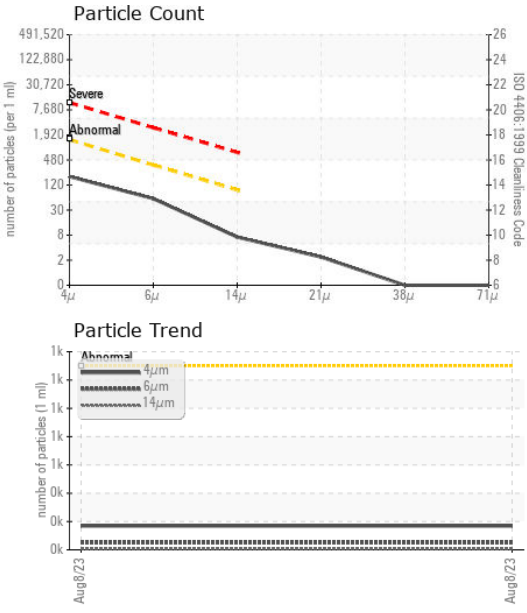 Particle Count
491,520
122,880
30,720
7,680
1,920
480
120
30
8
2
0
26
24
22
20
18
16
14
12
10
8
6
number of particles (per 1 ml)
ISO 4406:1999 Cleanliness Code
Severe
Abnormal
4µ
6µ
14µ
21µ
38µ
71µ
Particle Trend
1k
1k
1k
1k
1k
0k
0k
0k
number of particles (1 ml)
Abnormal
4µm
6µm
14µm
Aug8/23
Aug8/23